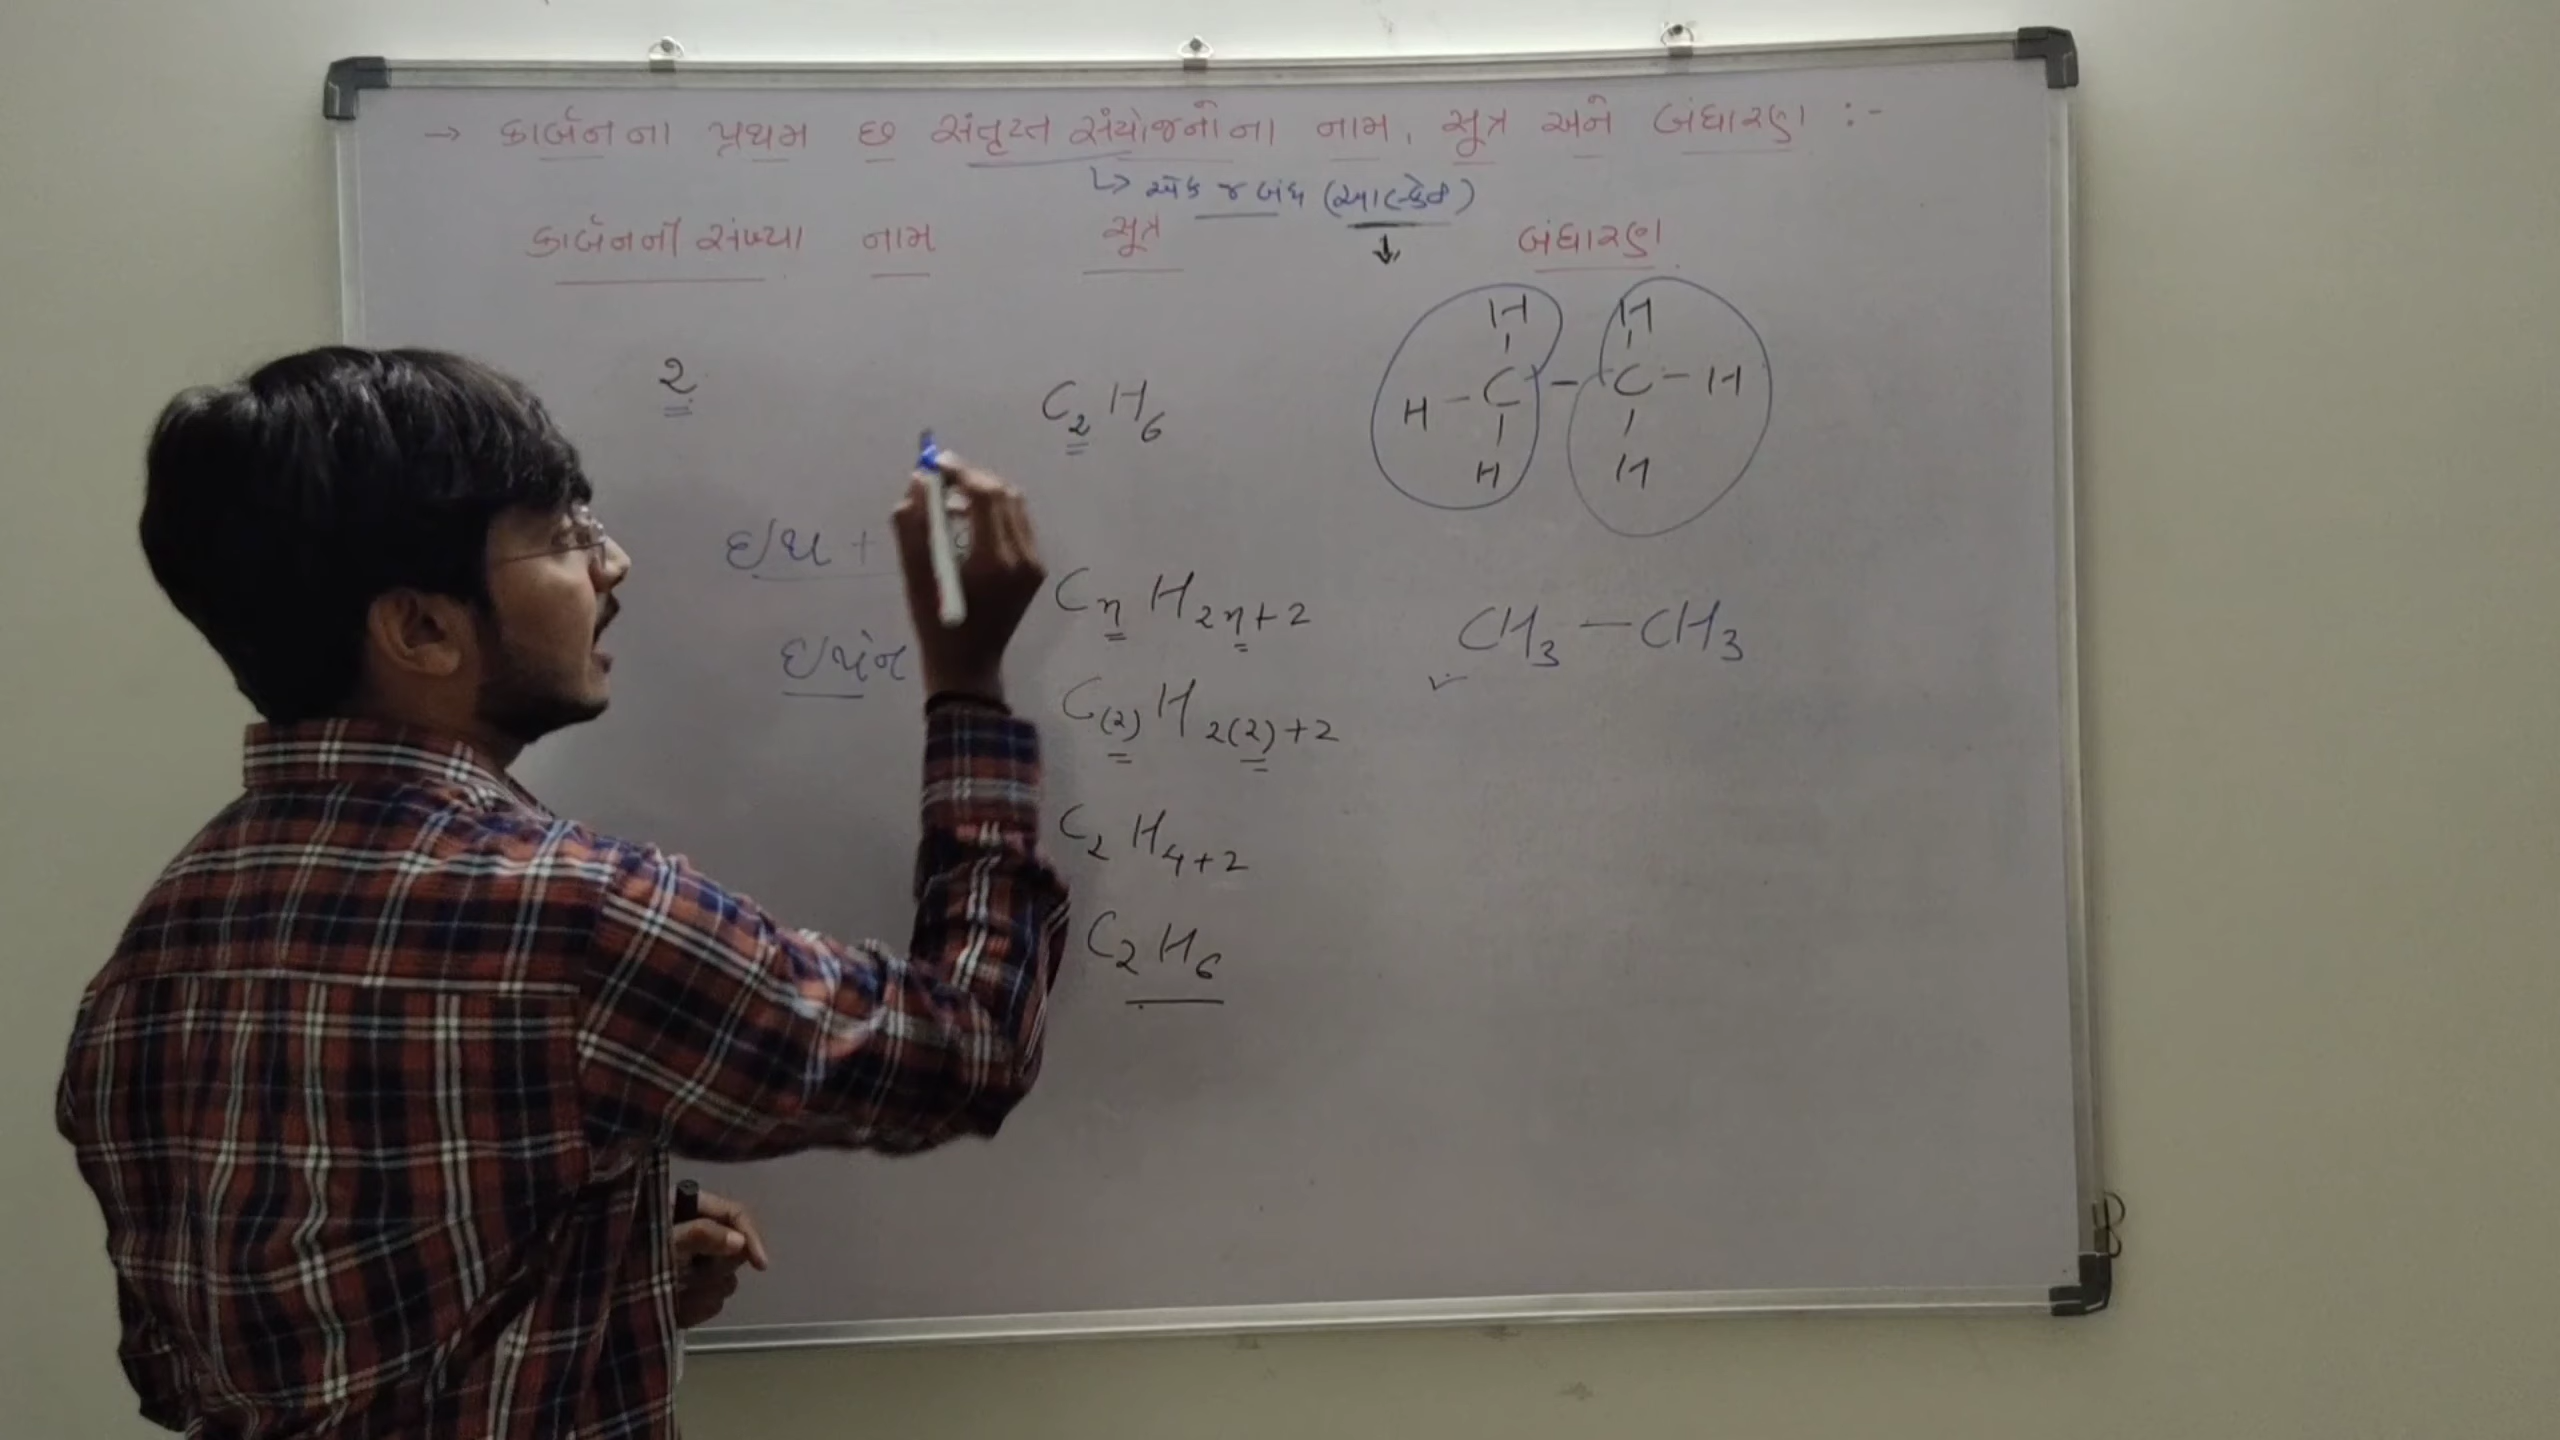 → કાર્બનના પ્રથમ છ સંતૃપ્ત સંયોજનોના નામ, સૂત્ર અને બંધારણ :-
↳ એક જ બંધ (આલ્કેન)
↓
કાર્બનની સંખ્યા નામ સૂત્ર બંધારણ
૨
C₂H₆
H H
| |
H – C – C – H
| |
H H
ઇથ +
CₙH₂ₙ₊₂
CH₃ – CH₃
ઇથેન
C₍₂₎H₂₍₂₎₊₂
C₂H₄₊₂
C₂H₆